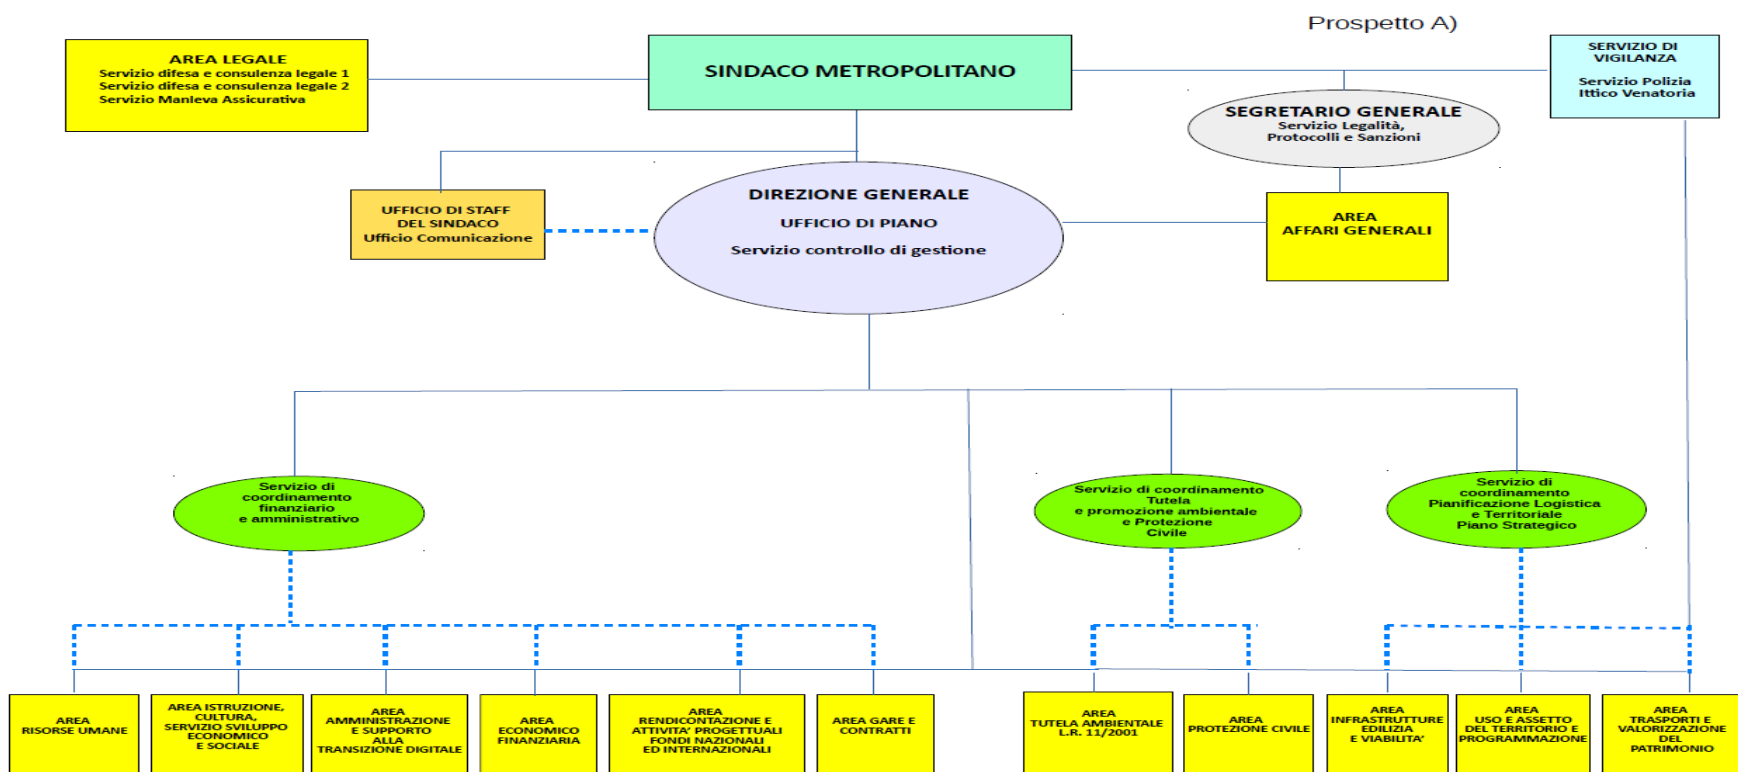 Prospetto A)
AREA LEGALE
Servizio difesa e consulenza legale 1
Servizio difesa e consulenza legale 2
Servizio Manleva Assicurativa
SINDACO METROPOLITANO
SERVIZIO DI
VIGILANZA
Servizio Polizia
Ittico Venatoria
SEGRETARIO GENERALE
Servizio Legalità,
Protocolli e Sanzioni
UFFICIO DI STAFF
DEL SINDACO
Ufficio Comunicazione
DIREZIONE GENERALE
UFFICIO DI PIANO
Servizio controllo di gestione
AREA
AFFARI GENERALI
Servizio di
coordinamento
finanziario
e amministrativo
Servizio di coordinamento
Tutela
e promozione ambientale
e Protezione
Civile
Servizio di
coordinamento
Pianificazione Logistica
e Territoriale
Piano Strategico
AREA
RISORSE UMANE
AREA ISTRUZIONE,
CULTURA,
SERVIZIO SVILUPPO
ECONOMICO
E SOCIALE
AREA
AMMINISTRAZIONE
E SUPPORTO
ALLA
TRANSIZIONE DIGITALE
AREA
ECONOMICO
FINANZIARIA
AREA
RENDICONTAZIONE E
ATTIVITA' PROGETTUALI
FONDI NAZIONALI
ED INTERNAZIONALI
AREA GARE E
CONTRATTI
AREA
TUTELA AMBIENTALE
L.R. 11/2001
AREA
PROTEZIONE CIVILE
AREA
INFRASTRUTTURE
EDILIZIA
E VIABILITA'
AREA
USO E ASSETTO
DEL TERRITORIO E
PROGRAMMAZIONE
AREA
TRASPORTI E
VALORIZZAZIONE
DEL
PATRIMONIO